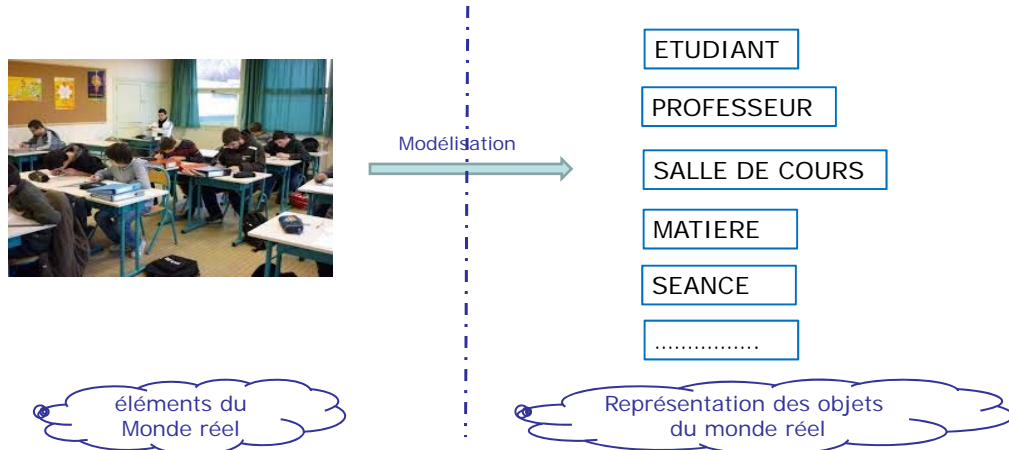 ETUDIANT
PROFESSEUR
Modélisation
SALLE DE COURS
MATIERE
SEANCE
................
éléments du
Monde réel
Représentation des objets
du monde réel